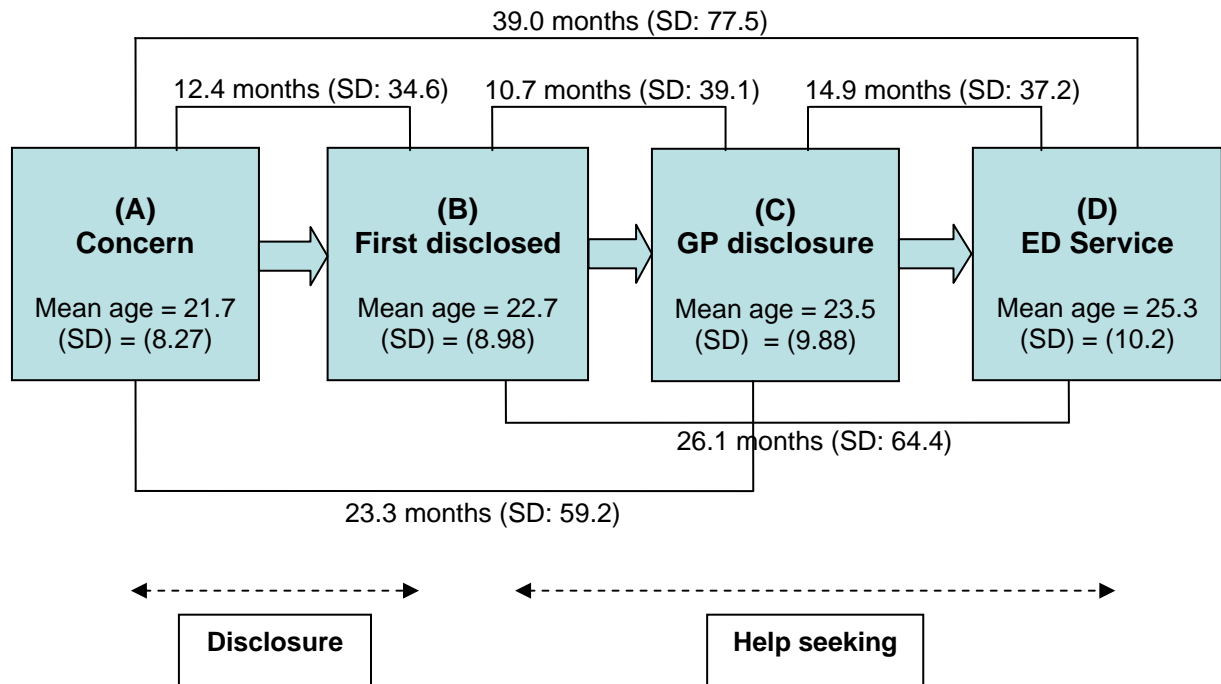 39.0 months (SD: 77.5)
12.4 months (SD: 34.6)
10.7 months (SD: 39.1)
14.9 months (SD: 37.2)
(A)
Concern
Mean age = 21.7
(SD) = (8.27)
(B)
First disclosed
Mean age = 22.7
(SD) = (8.98)
(C)
GP disclosure
Mean age = 23.5
(SD) = (9.88)
(D)
ED Service
Mean age = 25.3
(SD) = (10.2)
26.1 months (SD: 64.4)
23.3 months (SD: 59.2)
Disclosure
Help seeking